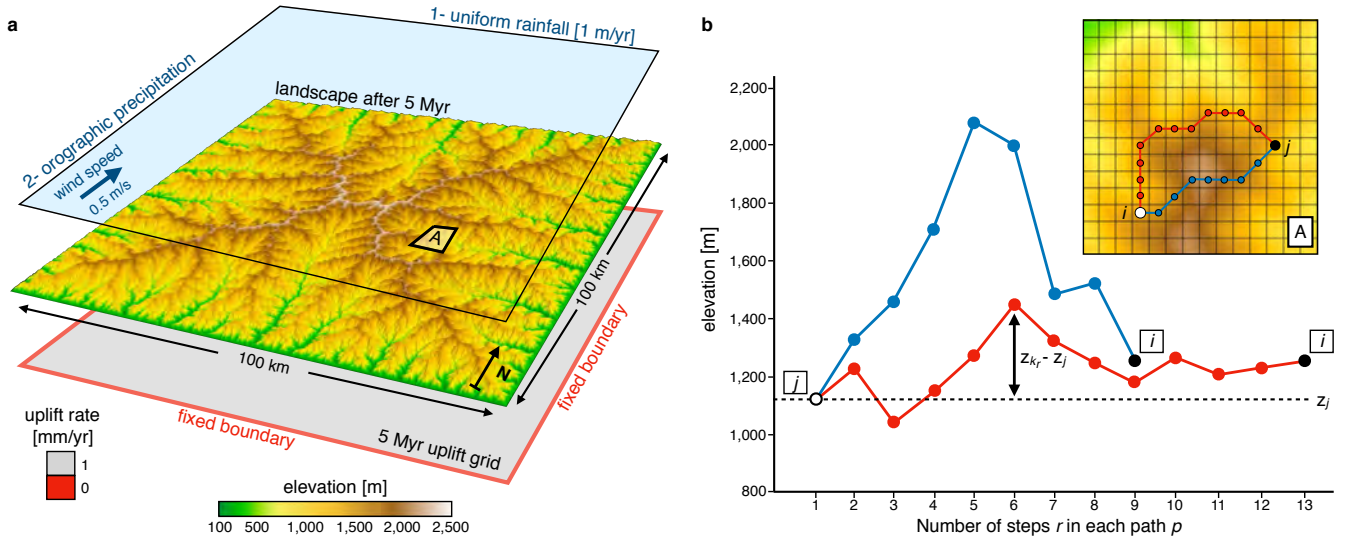 a
1- uniform rainfall [1 m/yr]
2- orographic precipitation
wind speed
0.5 m/s
landscape after 5 Myr
A
100 km
100 km
N
fixed boundary
fixed boundary
5 Myr uplift grid
uplift rate
[mm/yr]
1
0
elevation [m]
100 500 1,000 1,500 2,000 2,500
b
elevation [m]
2,200
2,000
1,800
1,600
1,400
1,200
1,000
800
1 2 3 4 5 6 7 8 9 10 11 12 13
Number of steps r in each path p
j
z_{k_r} - z_j
i
i
z_j
i
j
A